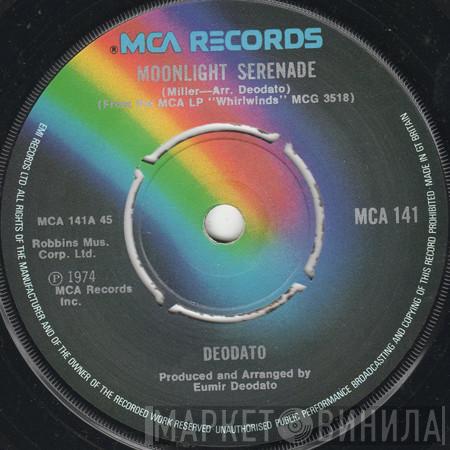 ® MCA RECORDS
MOONLIGHT SERENADE
(Miller—Arr. Deodato)
(From the MCA LP "Whirlwinds" MCG 3518)
MCA 141A 45
Robbins Mus.
Corp. Ltd.
℗ 1974
MCA Records
Inc.
MCA 141
DEODATO
Produced and Arranged by
Eumir Deodato
EMI RECORDS LTD. ALL RIGHTS OF THE MANUFACTURER AND OF THE OWNER OF THE RECORDED WORK RESERVED. UNAUTHORISED PUBLIC PERFORMANCE BROADCASTING AND COPYING OF THIS RECORD PROHIBITED. MADE IN GT BRITAIN
МАРКЕТ ВИНИЛА